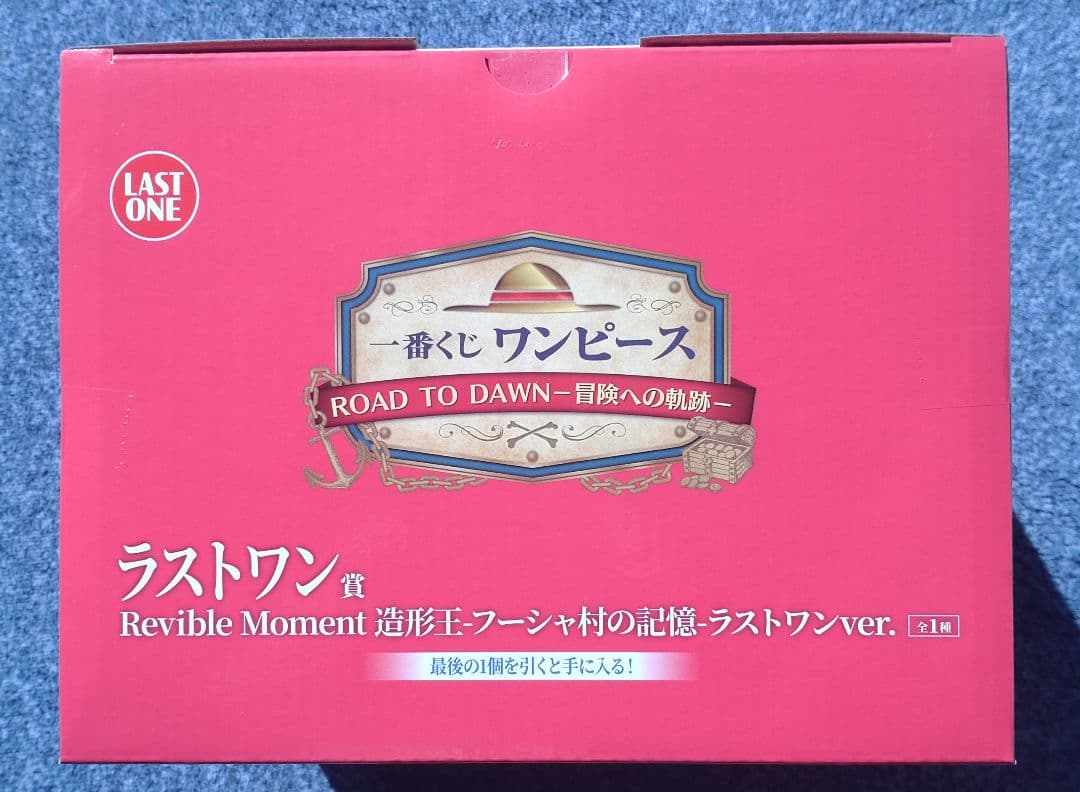 LAST
ONE
一番くじ ワンピース
ROAD TO DAWN－冒険への軌跡－
ラストワン賞
Revible Moment 造形王-フーシャ村の記憶-ラストワンver. 全1種
最後の1個を引くと手に入る!